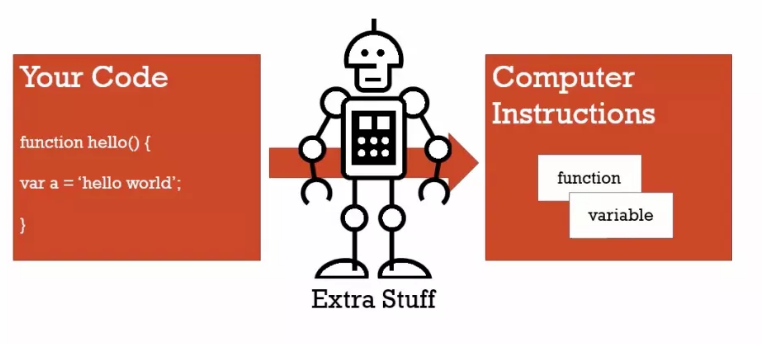 Your Code
function hello() {
var a = ‘hello world’;
}
Extra Stuff
Computer
Instructions
function
variable